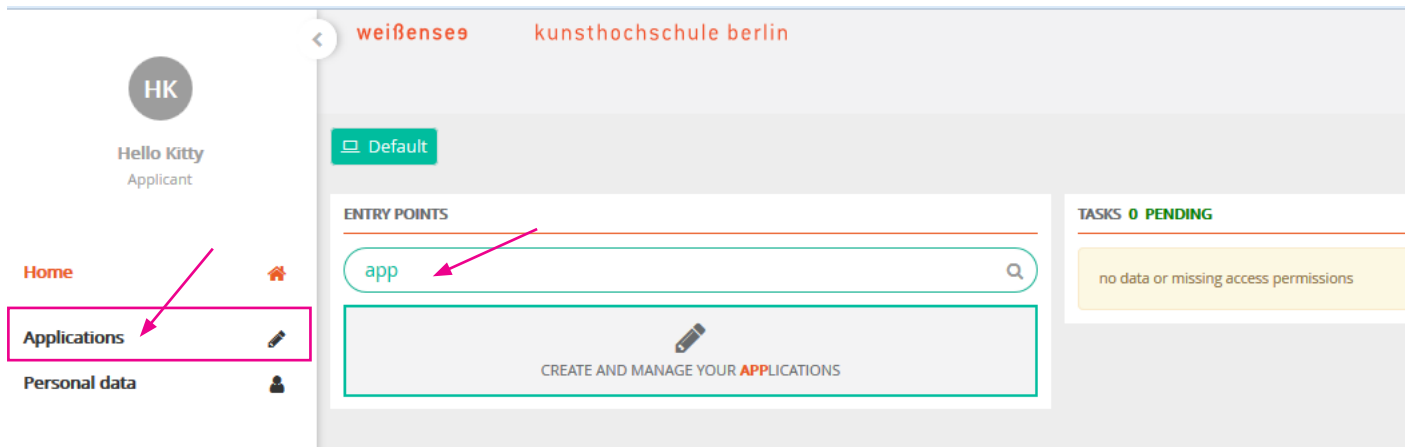 weißensee kunsthochschule berlin
HK
Hello Kitty
Applicant
Home
Applications
Personal data
Default
ENTRY POINTS
app
CREATE AND MANAGE YOUR APPLICATIONS
TASKS 0 PENDING
no data or missing access permissions